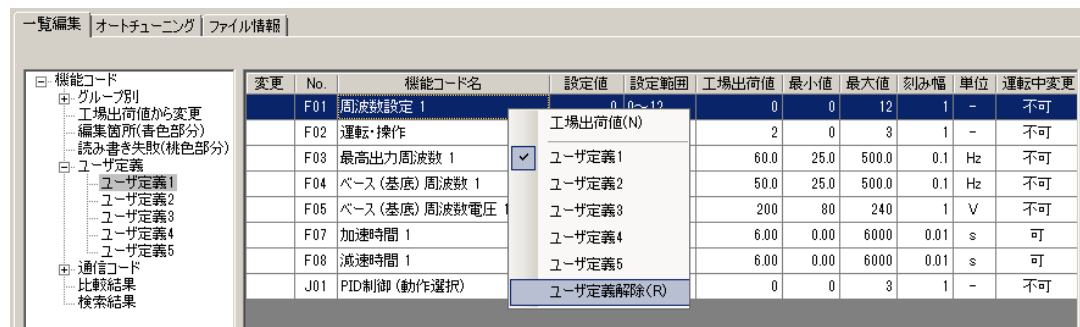 一覧編集 オートチューニング ファイル情報
機能コード
グループ別
工場出荷値から変更
編集箇所(青色部分)
読み書き失敗(桃色部分)
ユーザ定義
ユーザ定義1
ユーザ定義2
ユーザ定義3
ユーザ定義4
ユーザ定義5
通信コード
比較結果
検索結果
変更 No. 機能コード名 設定値 設定範囲 工場出荷値 最小値 最大値 刻み幅 単位 運転中変更
F01 周波数設定 1 0 0～12 0 0 12 1 - 不可
F02 運転・操作 2 0 3 1 - 不可
F03 最高出力周波数 1 60.0 25.0 500.0 0.1 Hz 不可
F04 ベース (基底) 周波数 1 50.0 25.0 500.0 0.1 Hz 不可
F05 ベース (基底) 周波数電圧 1 200 80 240 1 V 不可
F07 加速時間 1 6.00 0.00 6000 0.01 s 可
F08 減速時間 1 6.00 0.00 6000 0.01 s 可
J01 PID制御 (動作選択) 0 0 3 1 - 不可
工場出荷値(N)
ユーザ定義1
ユーザ定義2
ユーザ定義3
ユーザ定義4
ユーザ定義5
ユーザ定義解除(R)